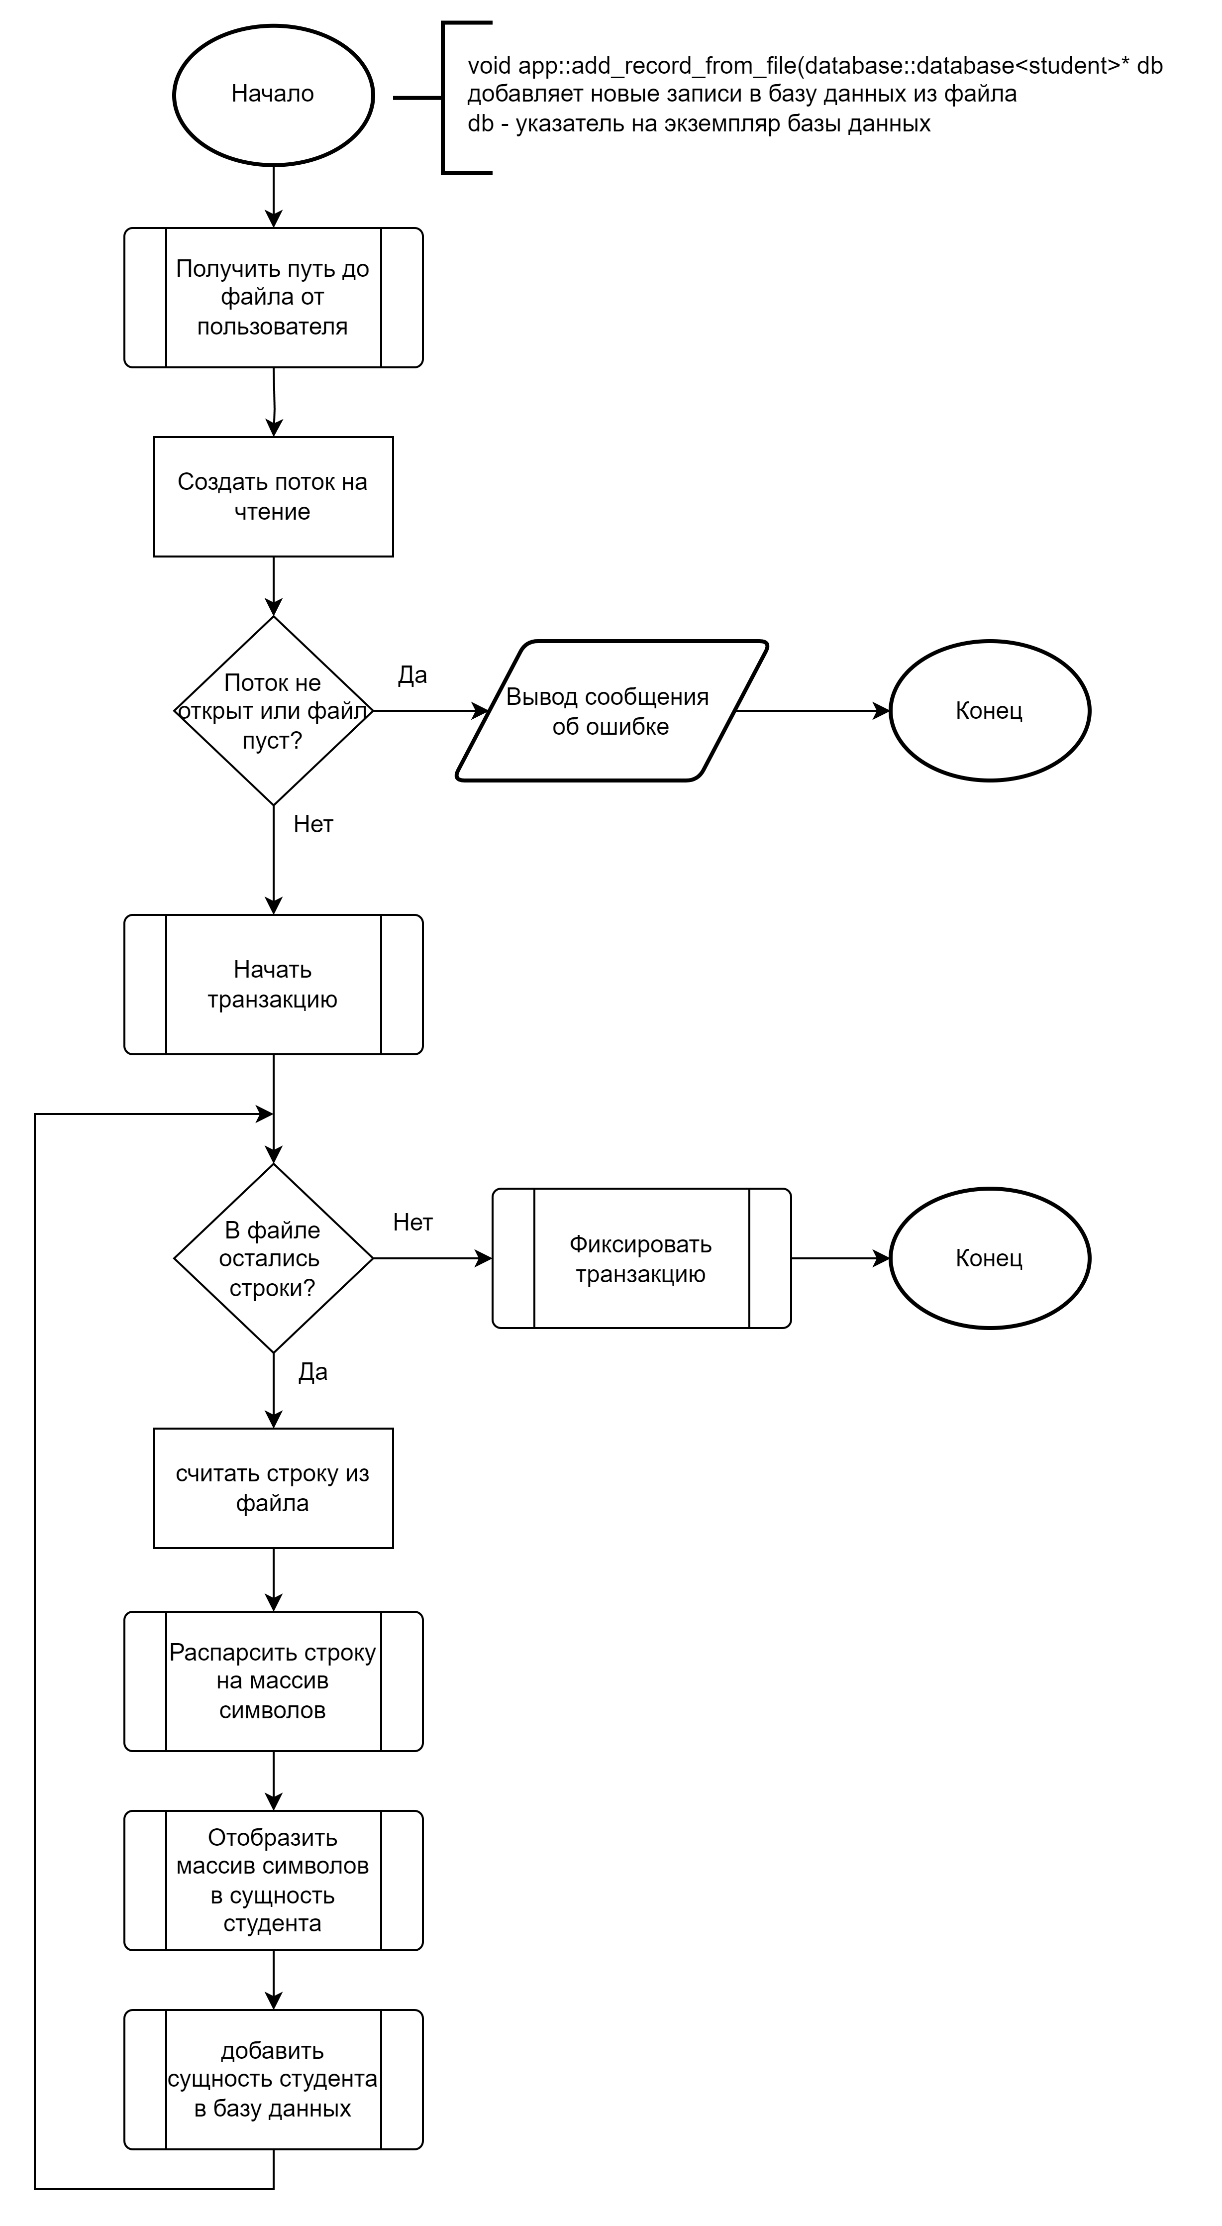 Начало
void app::add_record_from_file(database::database<student>* db
добавляет новые записи в базу данных из файла
db - указатель на экземпляр базы данных
Получить путь до
файла от
пользователя
Создать поток на
чтение
Поток не
открыт или файл
пуст?
Да
Вывод сообщения
об ошибке
Конец
Нет
Начать
транзакцию
В файле
остались
строки?
Нет
Фиксировать
транзакцию
Конец
Да
считать строку из
файла
Распарсить строку
на массив
символов
Отобразить
массив символов
в сущность
студента
добавить
сущность студента
в базу данных